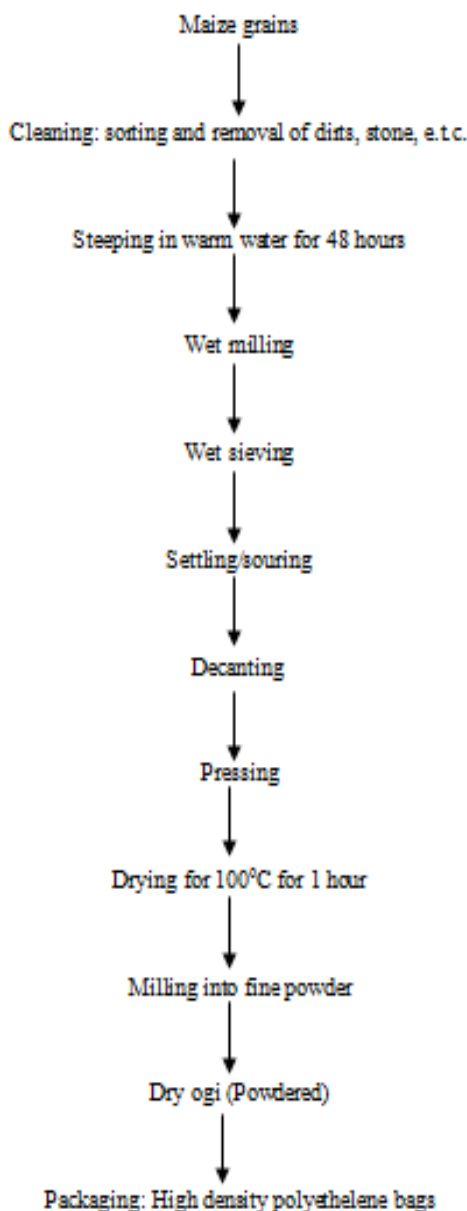 Maize grains
Cleaning: sorting and removal of dirts, stone, e.t.c.
Steeping in warm water for 48 hours
Wet milling
Wet sieving
Settling/souring
Decanting
Pressing
Drying for 100⁰C for 1 hour
Milling into fine powder
Dry ogi (Powdered)
Packaging: High density polyethelene bags